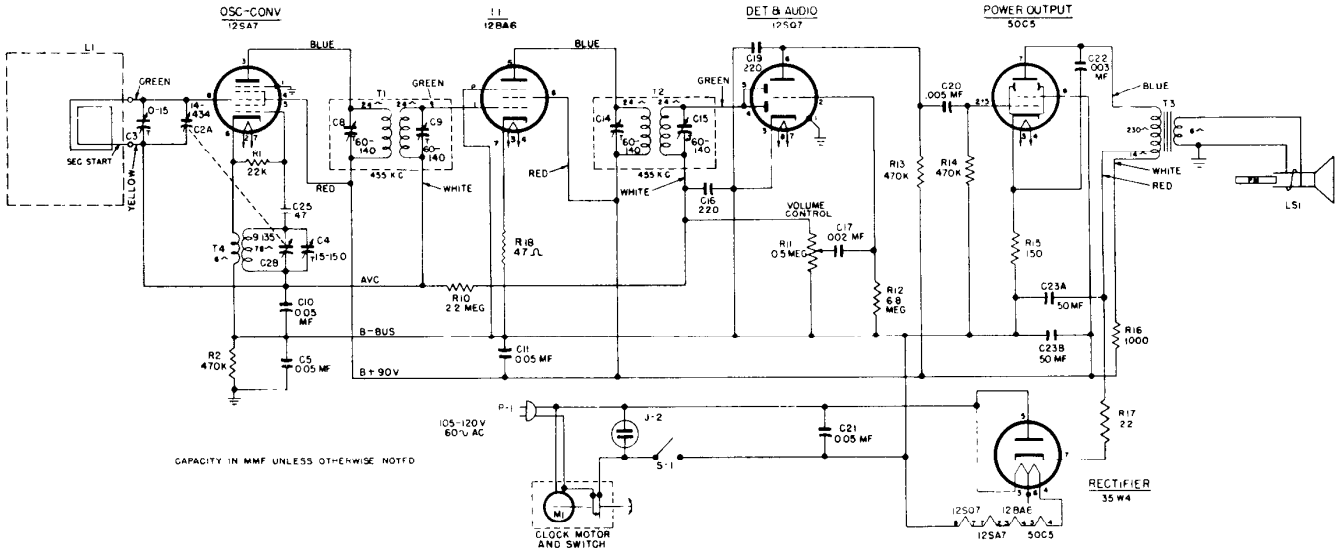 OSC-CONV
12SA7
I.F.
12BA6
DET & AUDIO
12SQ7
POWER OUTPUT
50C5
L1
GREEN
0-15
14-434
C2A
C3
SEC START
YELLOW
BLUE
R1
22K
C25
47
T4
9.135
C2B
C4
15-150
C10
0.05
MF
R2
470K
C5
0.05 MF
T1
GREEN
C8
60-140
C9
60-140
455 KC
RED
WHITE
AVC
R10
2.2 MEG
B-BUS
B+ 90V
BLUE
R18
47 Ω
C11
0.05 MF
RED
T2
GREEN
C14
60-140
C15
60-140
455 KC
WHITE
C19
220
C16
220
VOLUME
CONTROL
R11
0.5 MEG
C17
.002 MF
R12
6.8
MEG
R13
470K
C20
.005 MF
R14
470K
C22
.003
MF
BLUE
T3
WHITE
RED
LS1
PM
R15
150
C23A
50 MF
C23B
50 MF
R16
1000
R17
22
P-1
105-120V
60~ AC
J-2
S-1
C21
0.05 MF
M1
CLOCK MOTOR
AND SWITCH
RECTIFIER
35W4
12SQ7
12SA7
12BA6
50C5
CAPACITY IN MMF UNLESS OTHERWISE NOTED